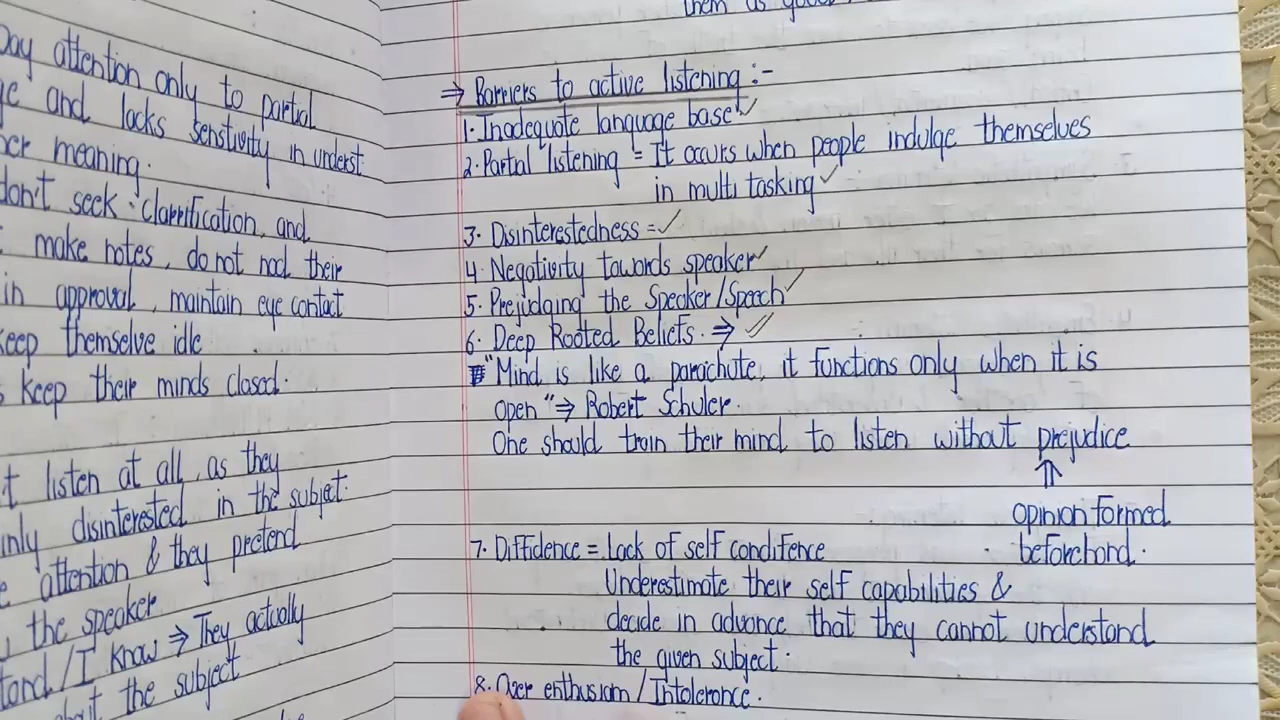 Pay attention only to partial
and lacks senstivity in underst
meaning.
don't seek clarification, and
make notes, do not nod their
in approval, maintain eye contact
keep themselve idle
keep their minds closed.
listen at all, as they
disinterested in the subject.
attention & they pretend
the speaker
/I know ⇒ They actually
the subject
them as good
⇒ Barriers to active listening :-
1. Inadequate language base ✓
2. Partial listening = It occurs when people indulge themselves
in multi tasking ✓
3. Disinterestedness = ✓
4. Negativity towards speaker ✓
5. Prejudging the Speaker/Speech ✓
6. Deep Rooted Beliefs. ⇒ ✓
"Mind is like a parachute, it functions only when it is
open" ⇒ Robert Schuler.
One should train their mind to listen without prejudice
⇑
opinion formed
beforehand.
7. Diffidence = Lack of self condifence
Underestimate their self capabilities &
decide in advance that they cannot understand
the given subject.
8. Over enthusiasm / Intolerance.